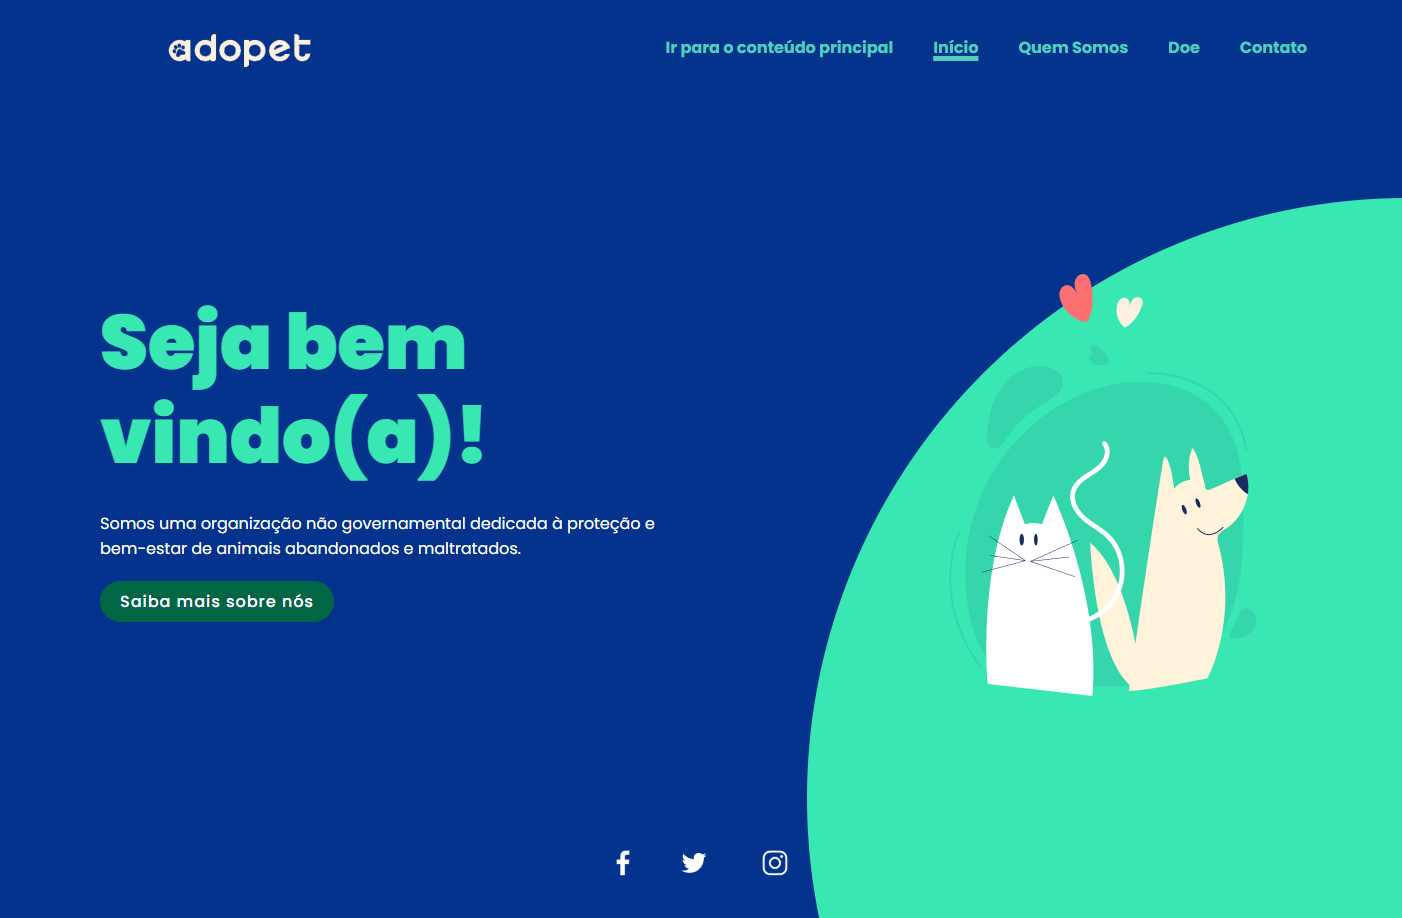 adopet
Ir para o conteúdo principal Início Quem Somos Doe Contato
Seja bem
vindo(a)!
Somos uma organização não governamental dedicada à proteção e
bem-estar de animais abandonados e maltratados.
Saiba mais sobre nós